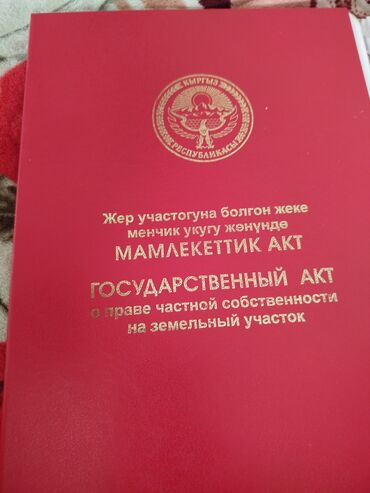 КЫРГЫЗ
РЕСПУБЛИКАСЫ
Жер участогуна болгон жеке
менчик укугу жөнүндө
МАМЛЕКЕТТИК АКТ
ГОСУДАРСТВЕННЫЙ АКТ
о праве частной собственности
на земельный участок